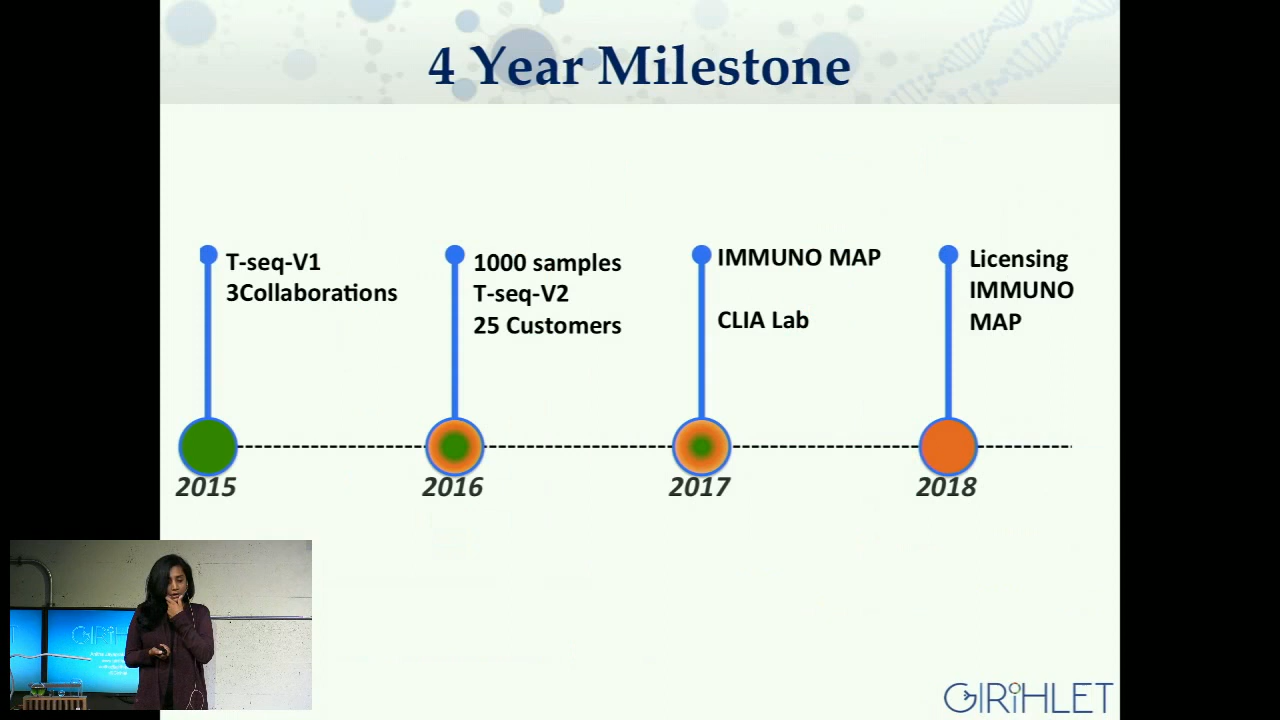 4 Year Milestone
T-seq-V1
3Collaborations
1000 samples
T-seq-V2
25 Customers
IMMUNO MAP
CLIA Lab
Licensing
IMMUNO
MAP
2015
2016
2017
2018
GIRIHLET